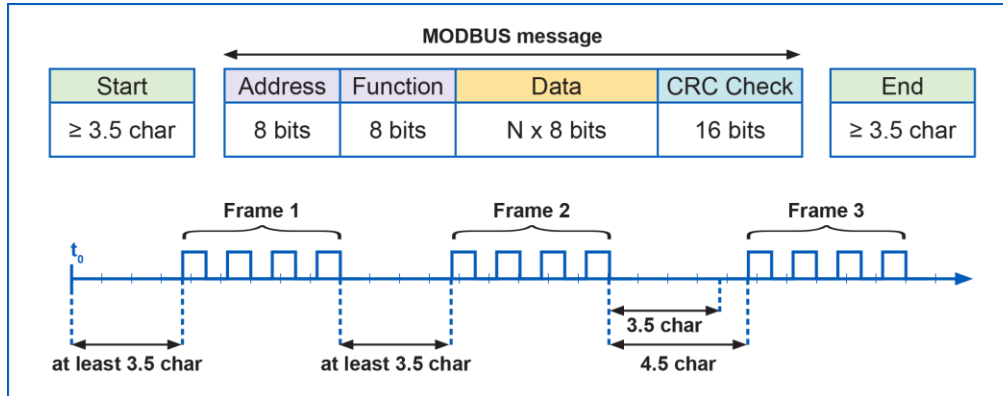 MODBUS message
Start Address Function Data CRC Check End
≥ 3.5 char 8 bits 8 bits N x 8 bits 16 bits ≥ 3.5 char
Frame 1 Frame 2 Frame 3
t₀
3.5 char
at least 3.5 char at least 3.5 char 4.5 char